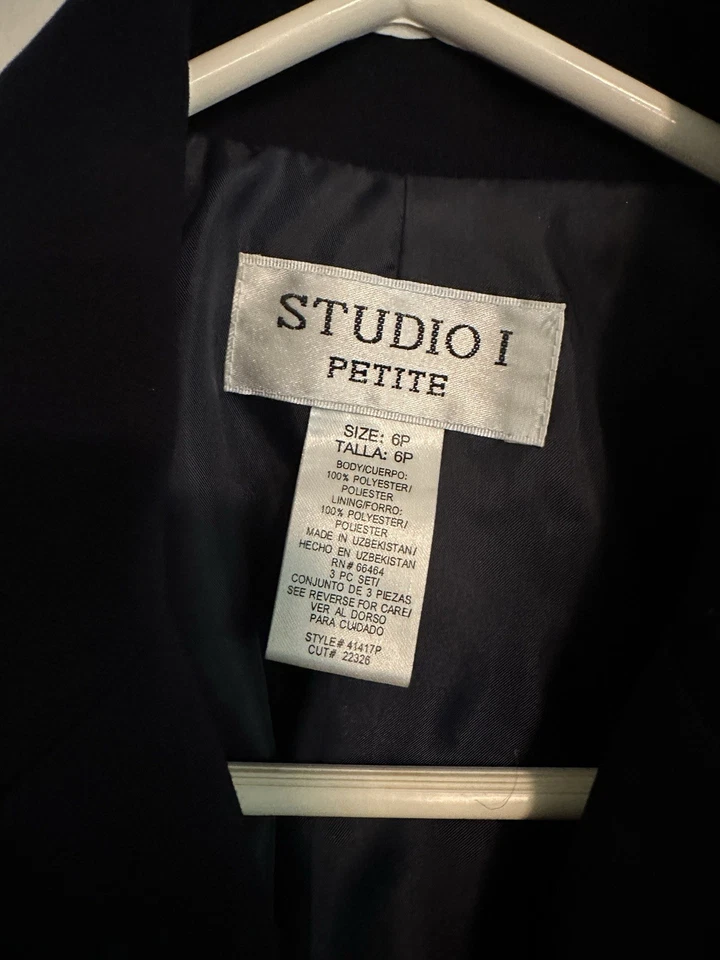 STUDIO I
PETITE
SIZE: 6P
TALLA: 6P
BODY/CUERPO:
100% POLYESTER/
POLIESTER
LINING/FORRO:
100% POLYESTER/
POLIESTER
MADE IN UZBEKISTAN/
HECHO EN UZBEKISTAN
RN# 66464
3 PC SET/
CONJUNTO DE 3 PIEZAS
SEE REVERSE FOR CARE/
VER AL DORSO
PARA CUIDADO
STYLE# 41417P
CUT# 22326